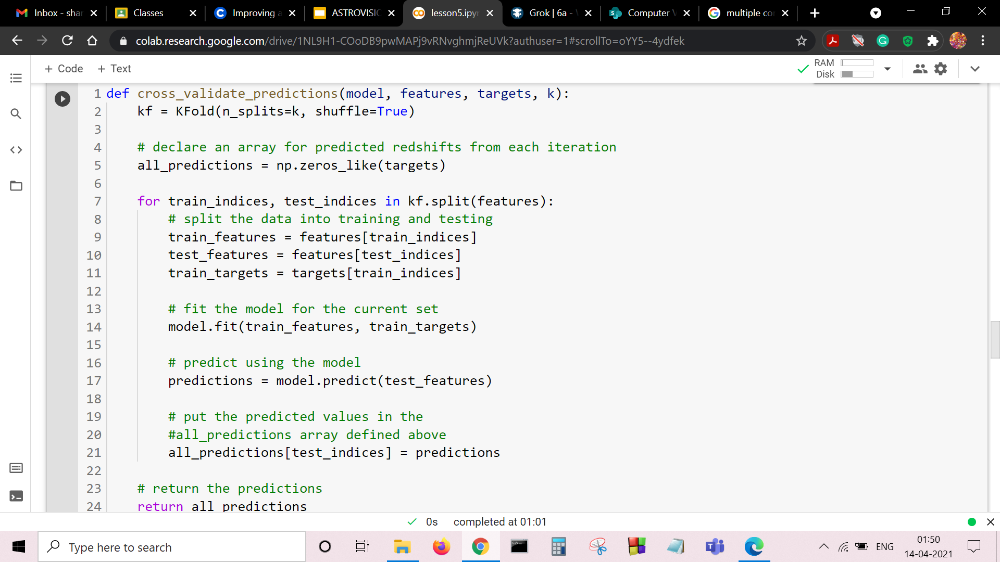 Inbox - shar
Classes
Improving a
ASTROVISIO
lesson5.ipyn
Grok | 6a -
Computer V
multiple co
colab.research.google.com/drive/1NL9H1-COoDB9pwMAPj9vRNvghmjReUVk?authuser=1#scrollTo=oYY5--4ydfek
+ Code + Text
RAM
Disk
1 def cross_validate_predictions(model, features, targets, k):
2 kf = KFold(n_splits=k, shuffle=True)
3
4 # declare an array for predicted redshifts from each iteration
5 all_predictions = np.zeros_like(targets)
6
7 for train_indices, test_indices in kf.split(features):
8 # split the data into training and testing
9 train_features = features[train_indices]
10 test_features = features[test_indices]
11 train_targets = targets[train_indices]
12
13 # fit the model for the current set
14 model.fit(train_features, train_targets)
15
16 # predict using the model
17 predictions = model.predict(test_features)
18
19 # put the predicted values in the
20 #all_predictions array defined above
21 all_predictions[test_indices] = predictions
22
23 # return the predictions
24 return all_predictions
0s completed at 01:01
Type here to search
ENG
01:50
14-04-2021